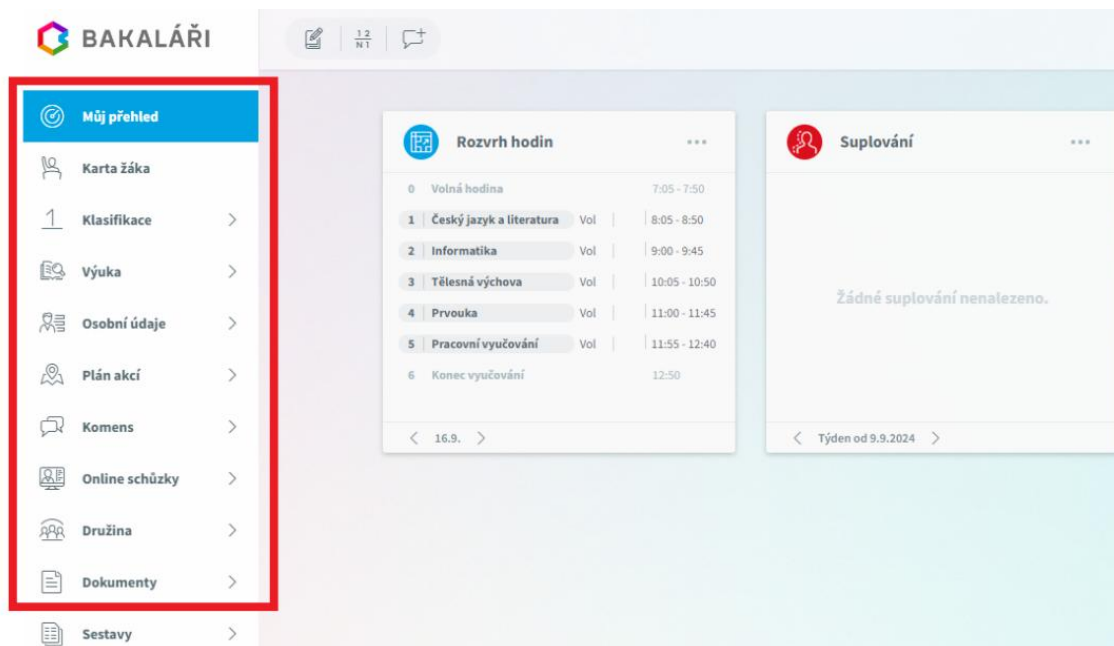 BAKALÁŘI
1 2
N 1
Můj přehled
Karta žáka
1 Klasifikace
Výuka
Osobní údaje
Plán akcí
Komens
Online schůzky
Družina
Dokumenty
Sestavy
Rozvrh hodin
0 Volná hodina 7:05 - 7:50
1 Český jazyk a literatura Vol 8:05 - 8:50
2 Informatika Vol 9:00 - 9:45
3 Tělesná výchova Vol 10:05 - 10:50
4 Prvouka Vol 11:00 - 11:45
5 Pracovní vyučování Vol 11:55 - 12:40
6 Konec vyučování 12:50
16.9.
Suplování
Žádné suplování nenalezeno.
Týden od 9.9.2024